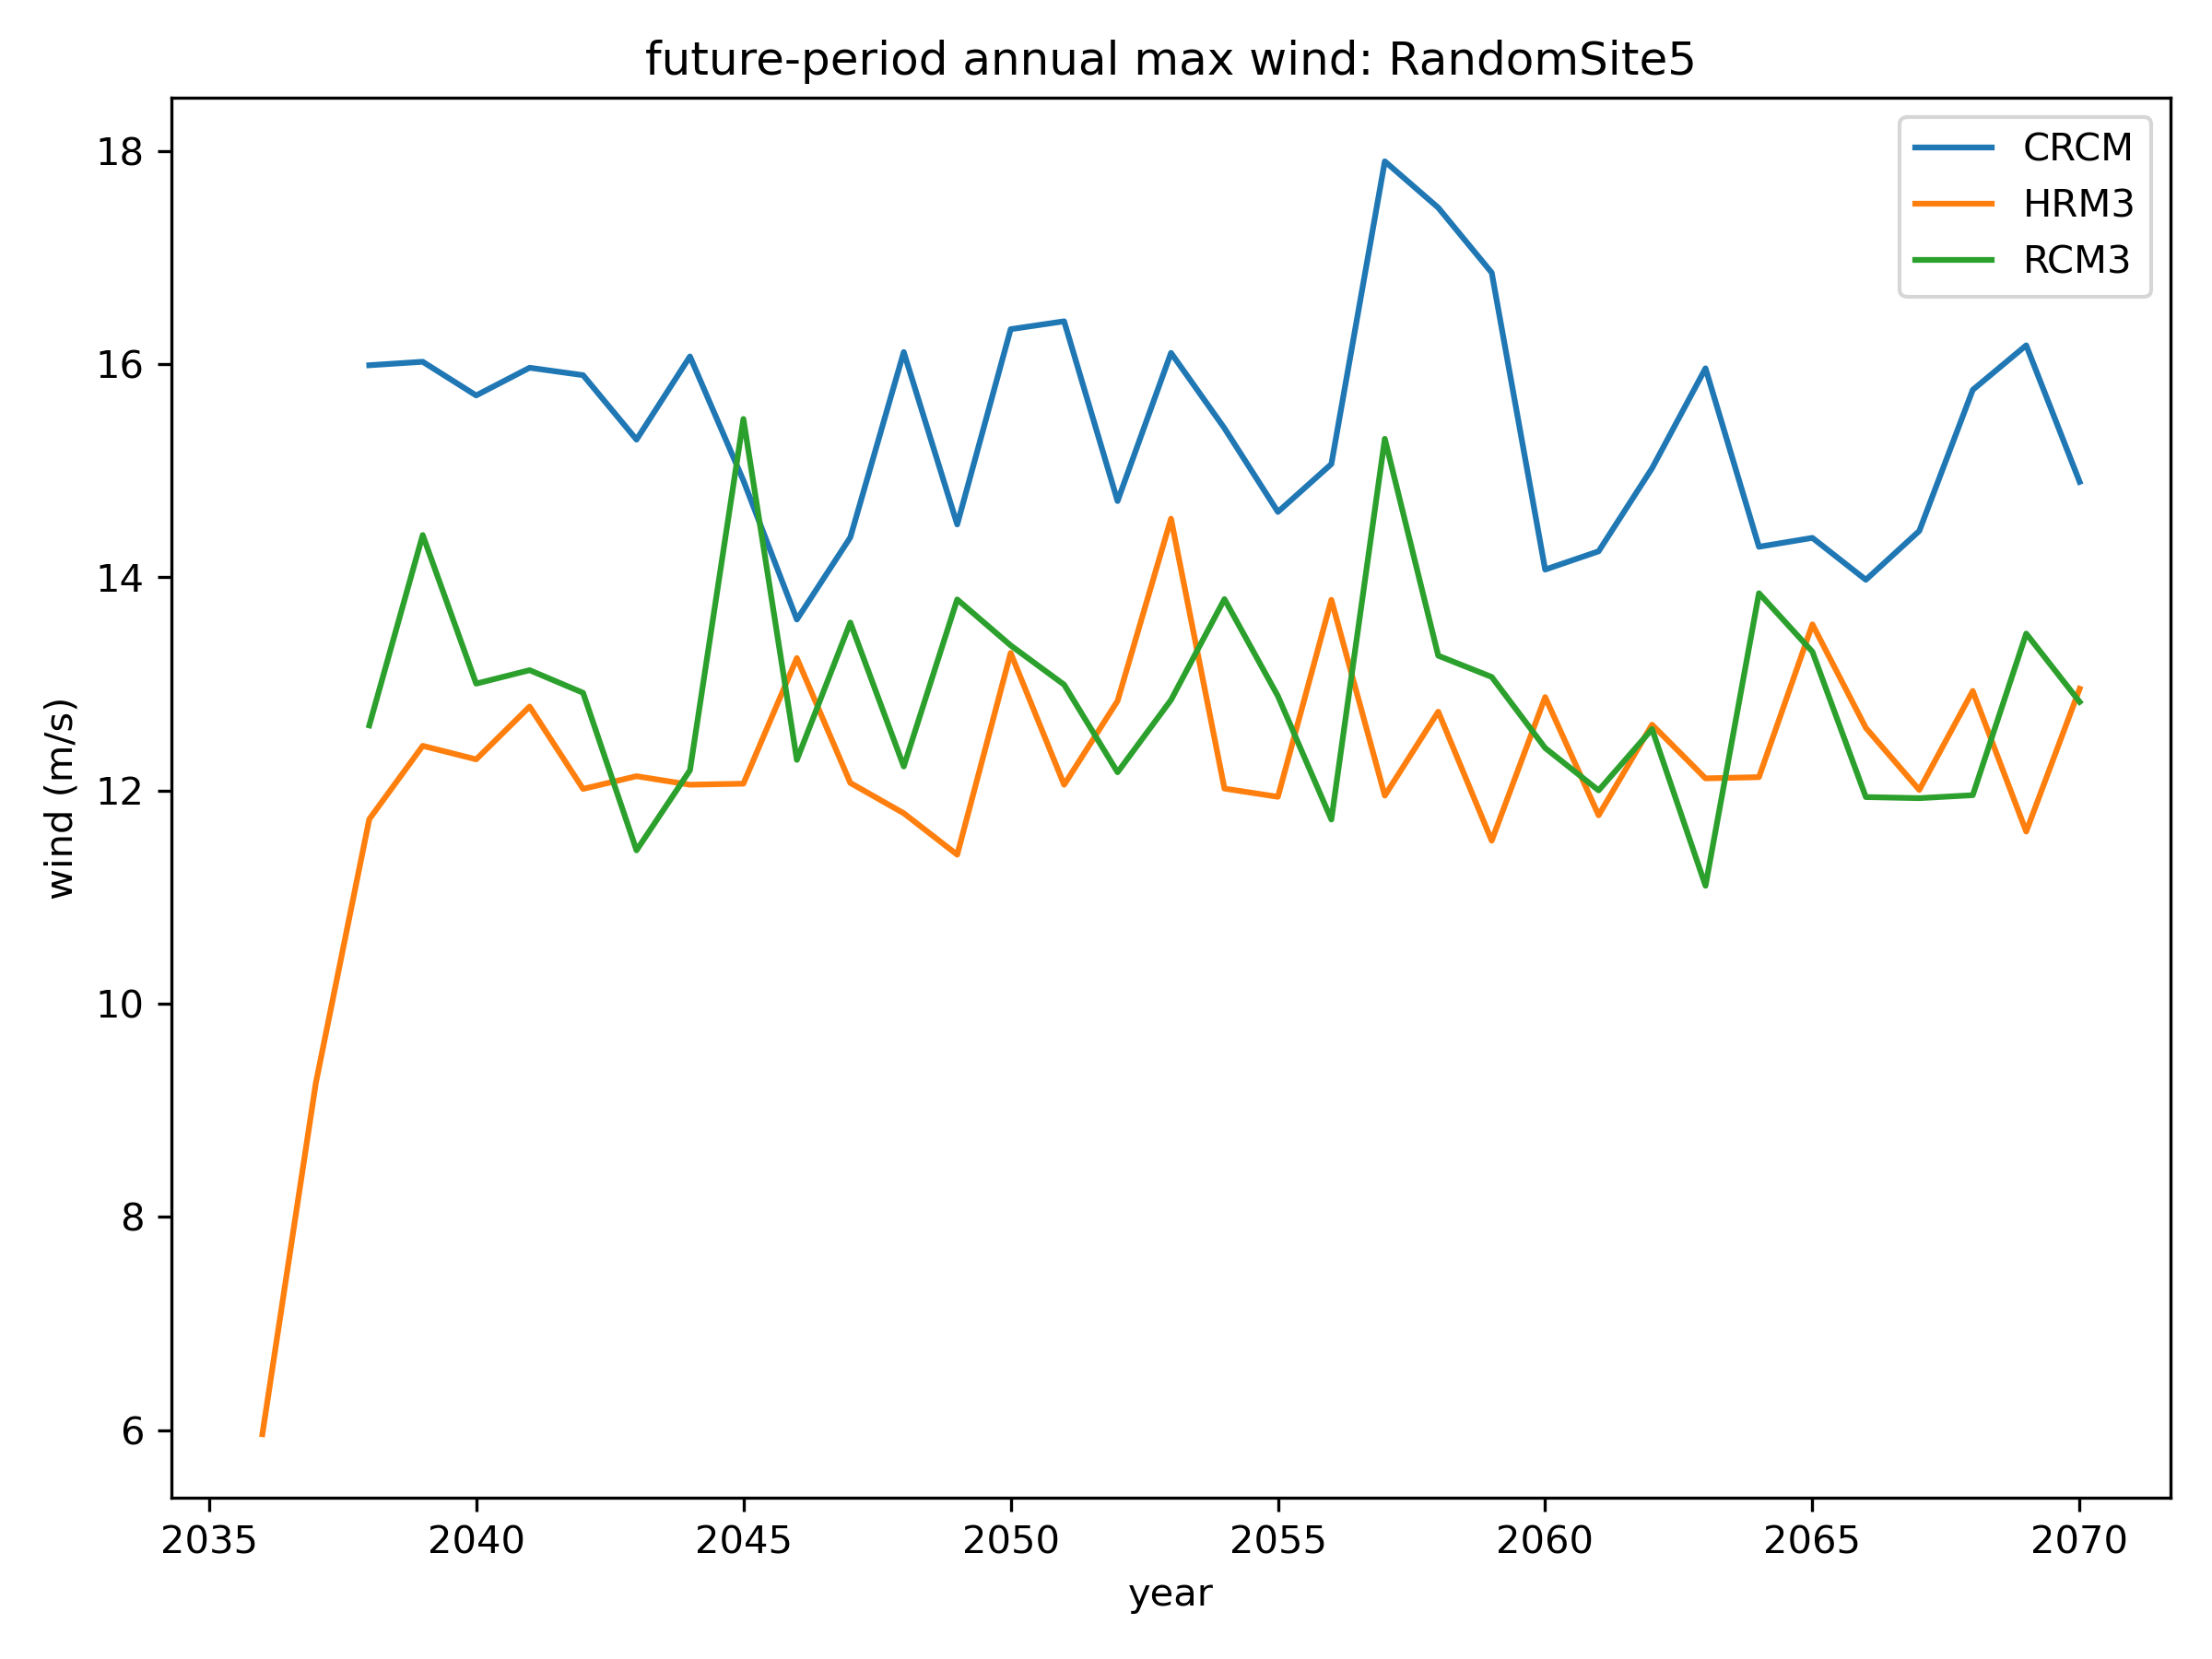 future-period annual max wind: RandomSite5
CRCM
HRM3
RCM3
18
16
14
12
10
8
6
wind (m/s)
2035 2040 2045 2050 2055 2060 2065 2070
year